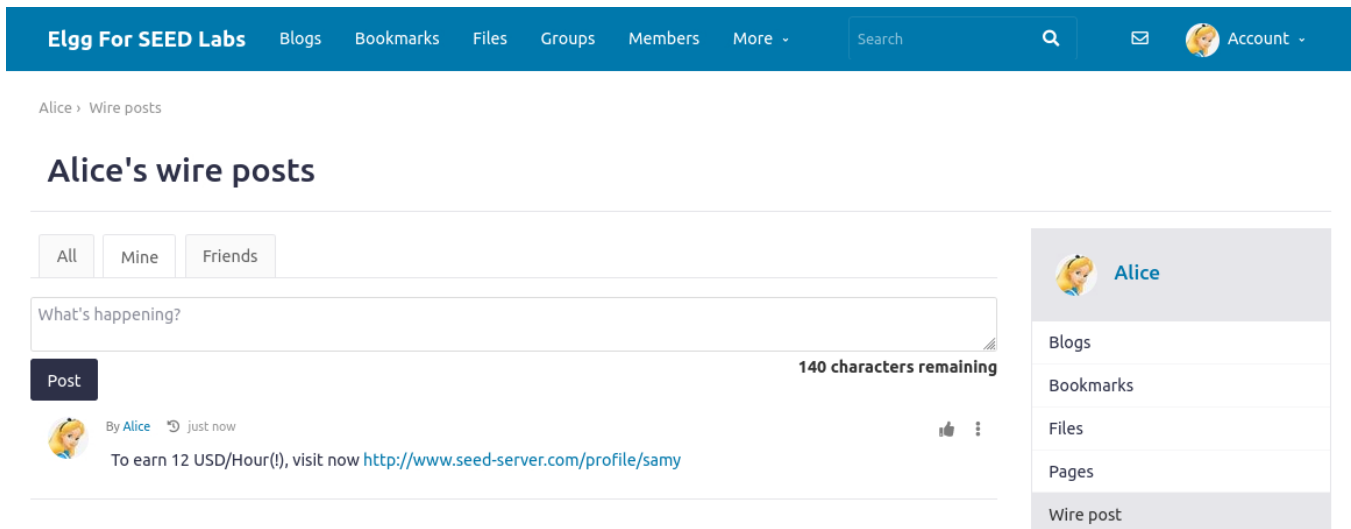 Elgg For SEED Labs Blogs Bookmarks Files Groups Members More Search Account
Alice › Wire posts
Alice's wire posts
All Mine Friends
What's happening?
140 characters remaining
Post
By Alice just now
To earn 12 USD/Hour(!), visit now http://www.seed-server.com/profile/samy
Alice
Blogs
Bookmarks
Files
Pages
Wire post